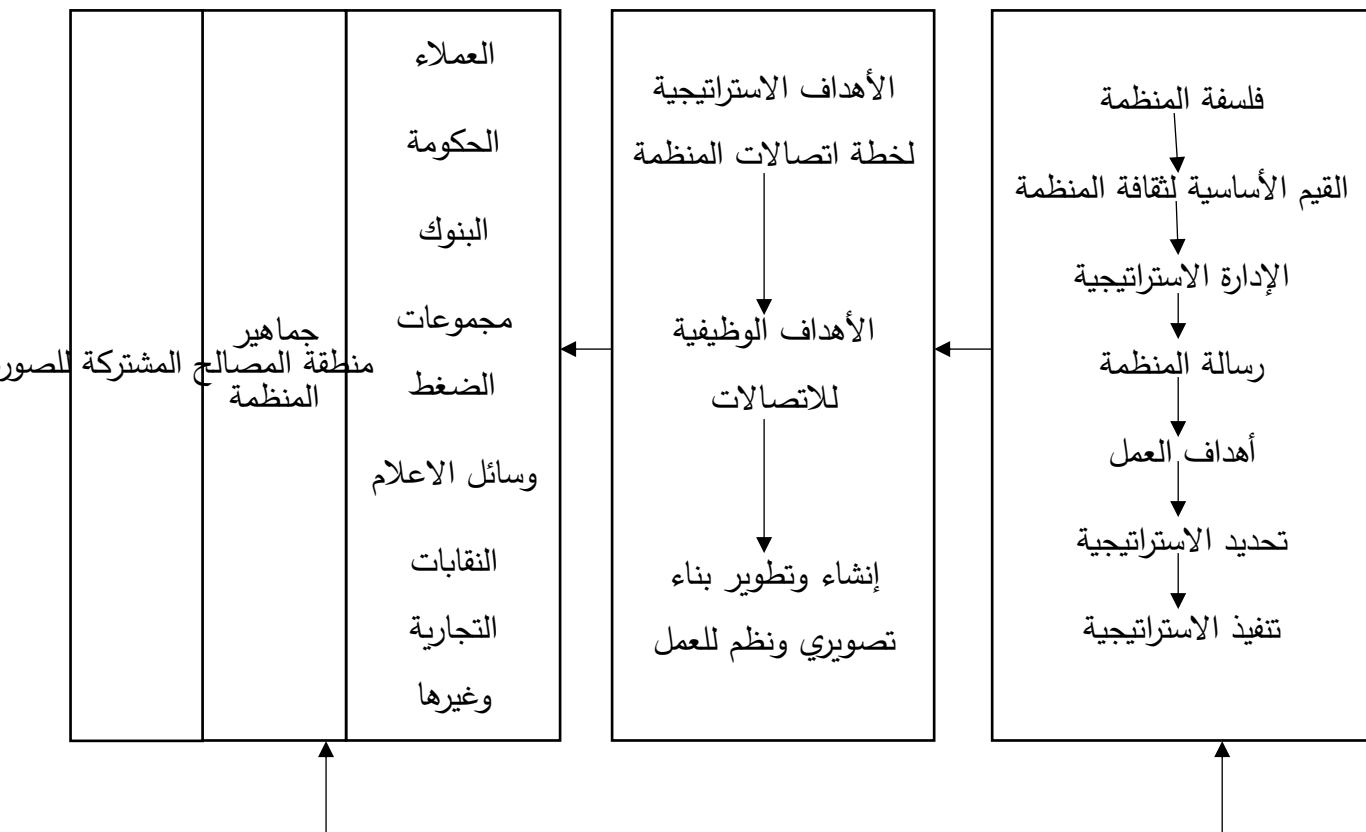 فلسفة المنظمة
القيم الأساسية لثقافة المنظمة
الإدارة الاستراتيجية
رسالة المنظمة
أهداف العمل
تحديد الاستراتيجية
تنفيذ الاستراتيجية
الأهداف الاستراتيجية
لخطة اتصالات المنظمة
الأهداف الوظيفية
للاتصالات
إنشاء وتطوير بناء
تصويري ونظم للعمل
العملاء
الحكومة
البنوك
مجموعات
الضغط
وسائل الاعلام
النقابات
التجارية
وغيرها
جماهير
المنظمة
منطقة المصالح المشتركة للصور